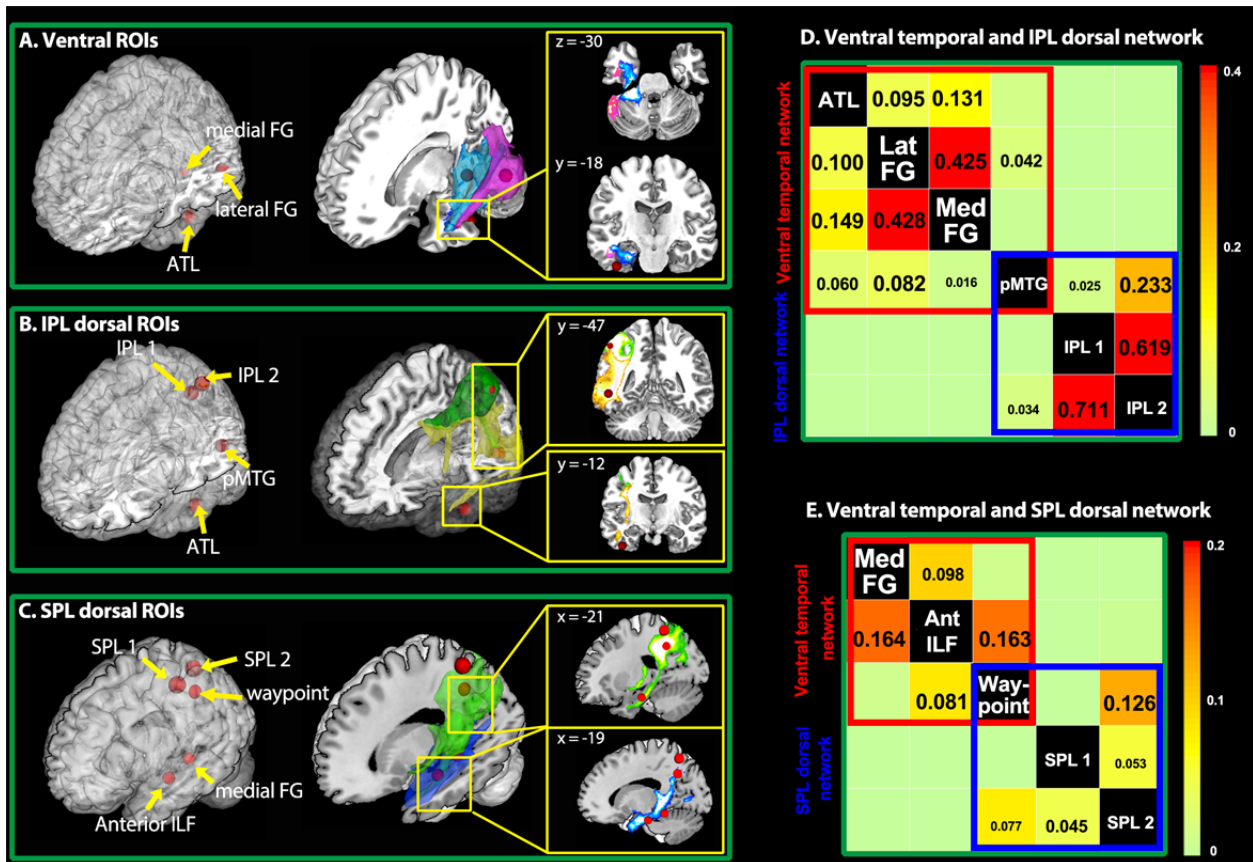 A. Ventral ROIs
medial FG
lateral FG
ATL
z = -30
y = -18
B. IPL dorsal ROIs
IPL 1
IPL 2
pMTG
ATL
y = -47
y = -12
C. SPL dorsal ROIs
SPL 1
SPL 2
waypoint
medial FG
Anterior ILF
x = -21
x = -19
D. Ventral temporal and IPL dorsal network
Ventral temporal network
IPL dorsal network
ATL 0.095 0.131
0.100 Lat FG 0.425 0.042
0.149 0.428 Med FG
0.060 0.082 0.016 pMTG 0.025 0.233
IPL 1 0.619
0.034 0.711 IPL 2
0.4
0.2
0
E. Ventral temporal and SPL dorsal network
Ventral temporal
network
SPL dorsal
network
Med FG 0.098
0.164 Ant ILF 0.163
0.081 Way-point 0.126
SPL 1 0.053
0.077 0.045 SPL 2
0.2
0.1
0